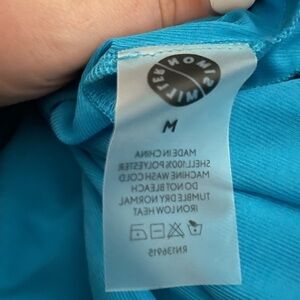 SIMON MILLER
M
MADE IN CHINA
SHELL:100% POLYESTER
MACHINE WASH COLD
DO NOT BLEACH
TUMBLE DRY NORMAL
IRON LOW HEAT
RN136915